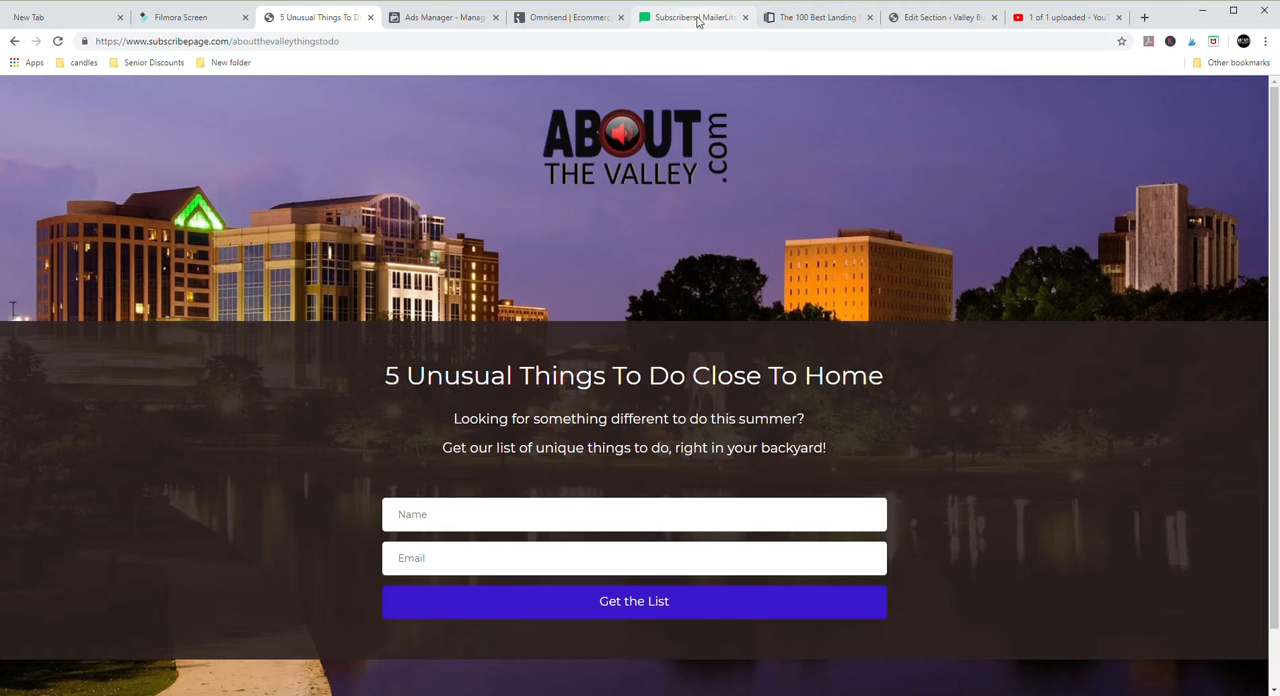 New Tab
Filmora Screen
5 Unusual Things To D
Ads Manager - Manag
Omnisend | Ecommerc
Subscribers | MailerLit
The 100 Best Landing
Edit Section ‹ Valley Bu
1 of 1 uploaded - YouT
https://www.subscribepage.com/aboutthevalleythingstodo
Apps
candles
Senior Discounts
New folder
Other bookmarks
ABOUT
THE VALLEY
.com
5 Unusual Things To Do Close To Home
Looking for something different to do this summer?
Get our list of unique things to do, right in your backyard!
Name
Email
Get the List